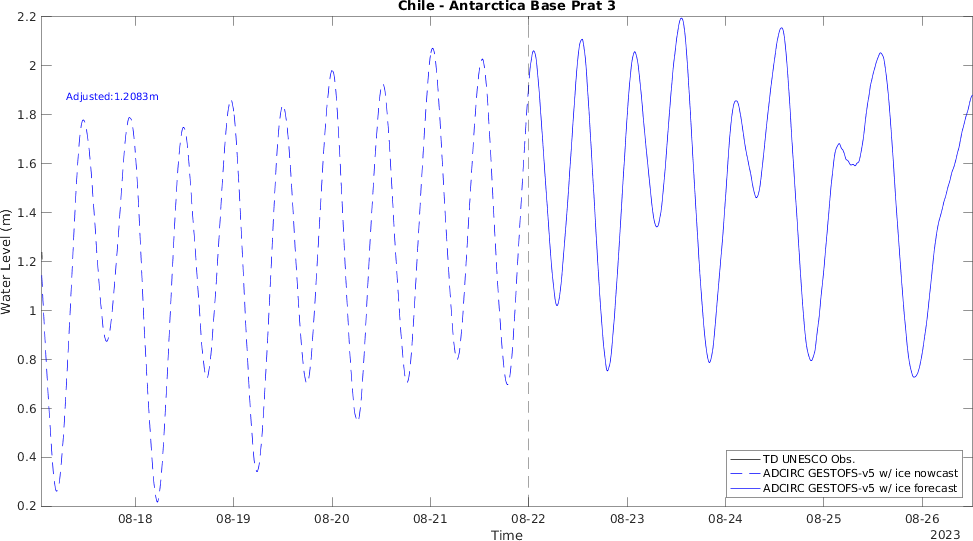 Chile - Antarctica Base Prat 3
Adjusted:1.2083m
Water Level (m)
2.2
2
1.8
1.6
1.4
1.2
1
0.8
0.6
0.4
0.2
08-18 08-19 08-20 08-21 08-22 08-23 08-24 08-25 08-26
Time
2023
TD UNESCO Obs.
ADCIRC GESTOFS-v5 w/ ice nowcast
ADCIRC GESTOFS-v5 w/ ice forecast